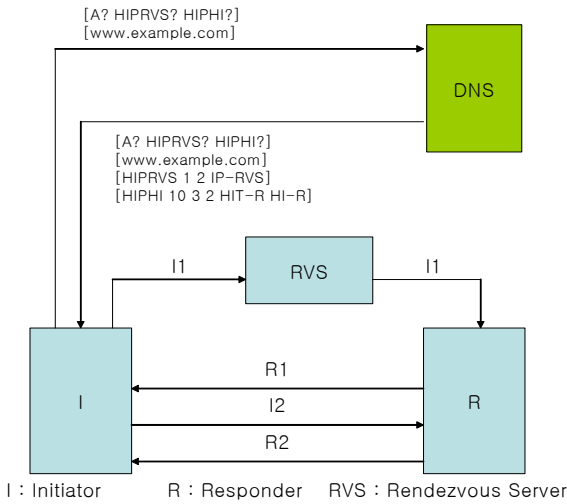 [A? HIPRVS? HIPHI?]
[www.example.com]
DNS
[A? HIPRVS? HIPHI?]
[www.example.com]
[HIPRVS 1 2 IP-RVS]
[HIPHI 10 3 2 HIT-R HI-R]
I1
RVS
I1
R1
I
I2
R
R2
I : Initiator R : Responder RVS : Rendezvous Server